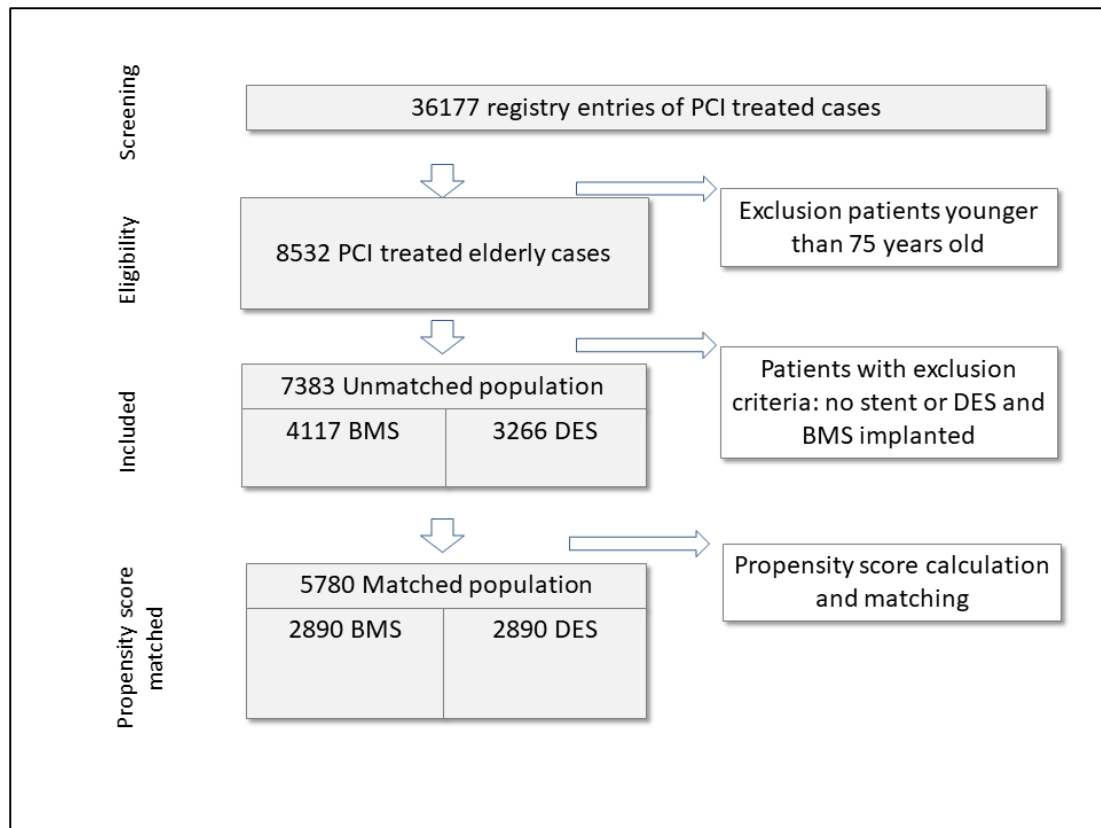 Screening
36177 registry entries of PCI treated cases
Eligibility
8532 PCI treated elderly cases
Exclusion patients younger
than 75 years old
Included
7383 Unmatched population
4117 BMS
3266 DES
Patients with exclusion
criteria: no stent or DES and
BMS implanted
Propensity score
matched
5780 Matched population
2890 BMS
2890 DES
Propensity score calculation
and matching